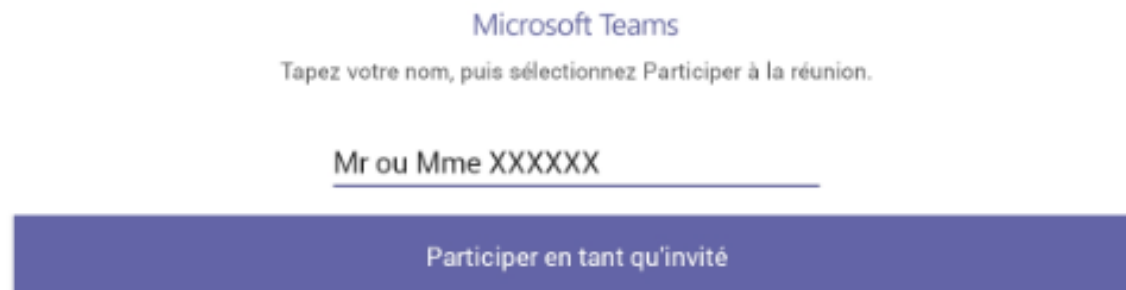 Microsoft Teams
Tapez votre nom, puis sélectionnez Participer à la réunion.
Mr ou Mme XXXXXX
Participer en tant qu'invité